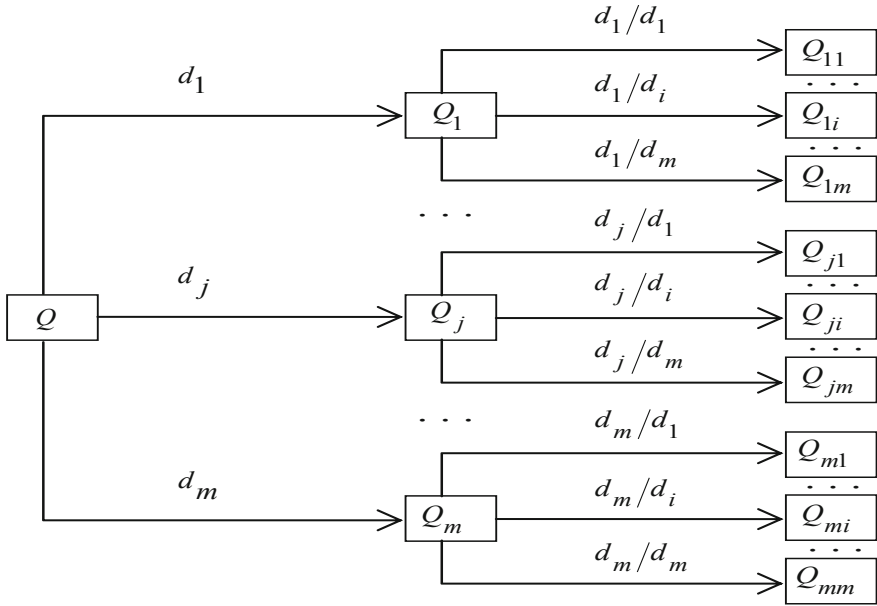 d₁/d₁
Q₁₁
. . .
d₁
d₁/dᵢ
Q₁
Q₁ᵢ
. . .
d₁/dₘ
Q₁ₘ
. . .
dⱼ/d₁
Qⱼ₁
. . .
dⱼ
dⱼ/dᵢ
Q
Qⱼ
Qⱼᵢ
. . .
dⱼ/dₘ
Qⱼₘ
. . .
dₘ/d₁
Qₘ₁
. . .
dₘ
dₘ/dᵢ
Qₘ
Qₘᵢ
. . .
dₘ/dₘ
Qₘₘ